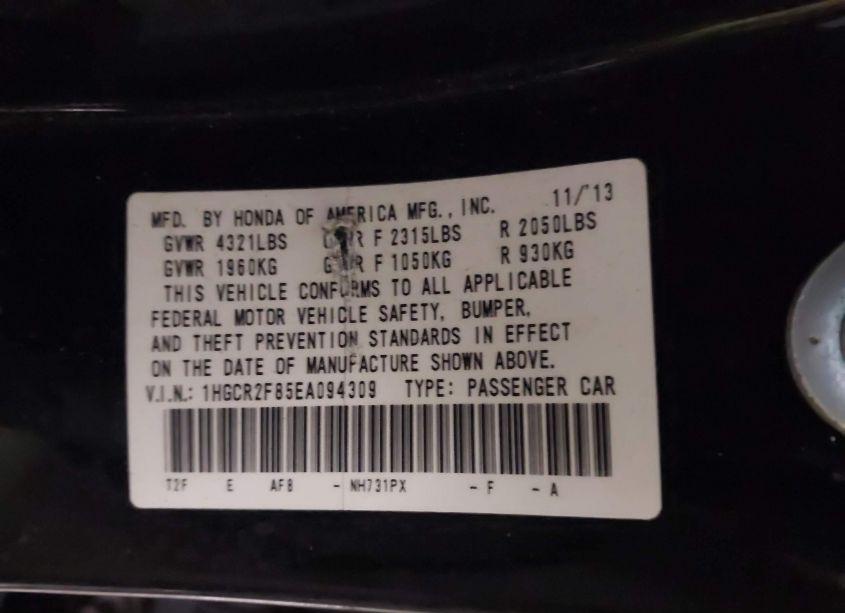 MFD. BY HONDA OF AMERICA MFG., INC. 11/'13
GVWR 4321LBS GAWR F 2315LBS R 2050LBS
GVWR 1960KG GAWR F 1050KG R 930KG
THIS VEHICLE CONFORMS TO ALL APPLICABLE
FEDERAL MOTOR VEHICLE SAFETY, BUMPER,
AND THEFT PREVENTION STANDARDS IN EFFECT
ON THE DATE OF MANUFACTURE SHOWN ABOVE.
V.I.N.: 1HGCR2F85EA094309 TYPE: PASSENGER CAR
T2F E AF8 - NH731PX - F - A